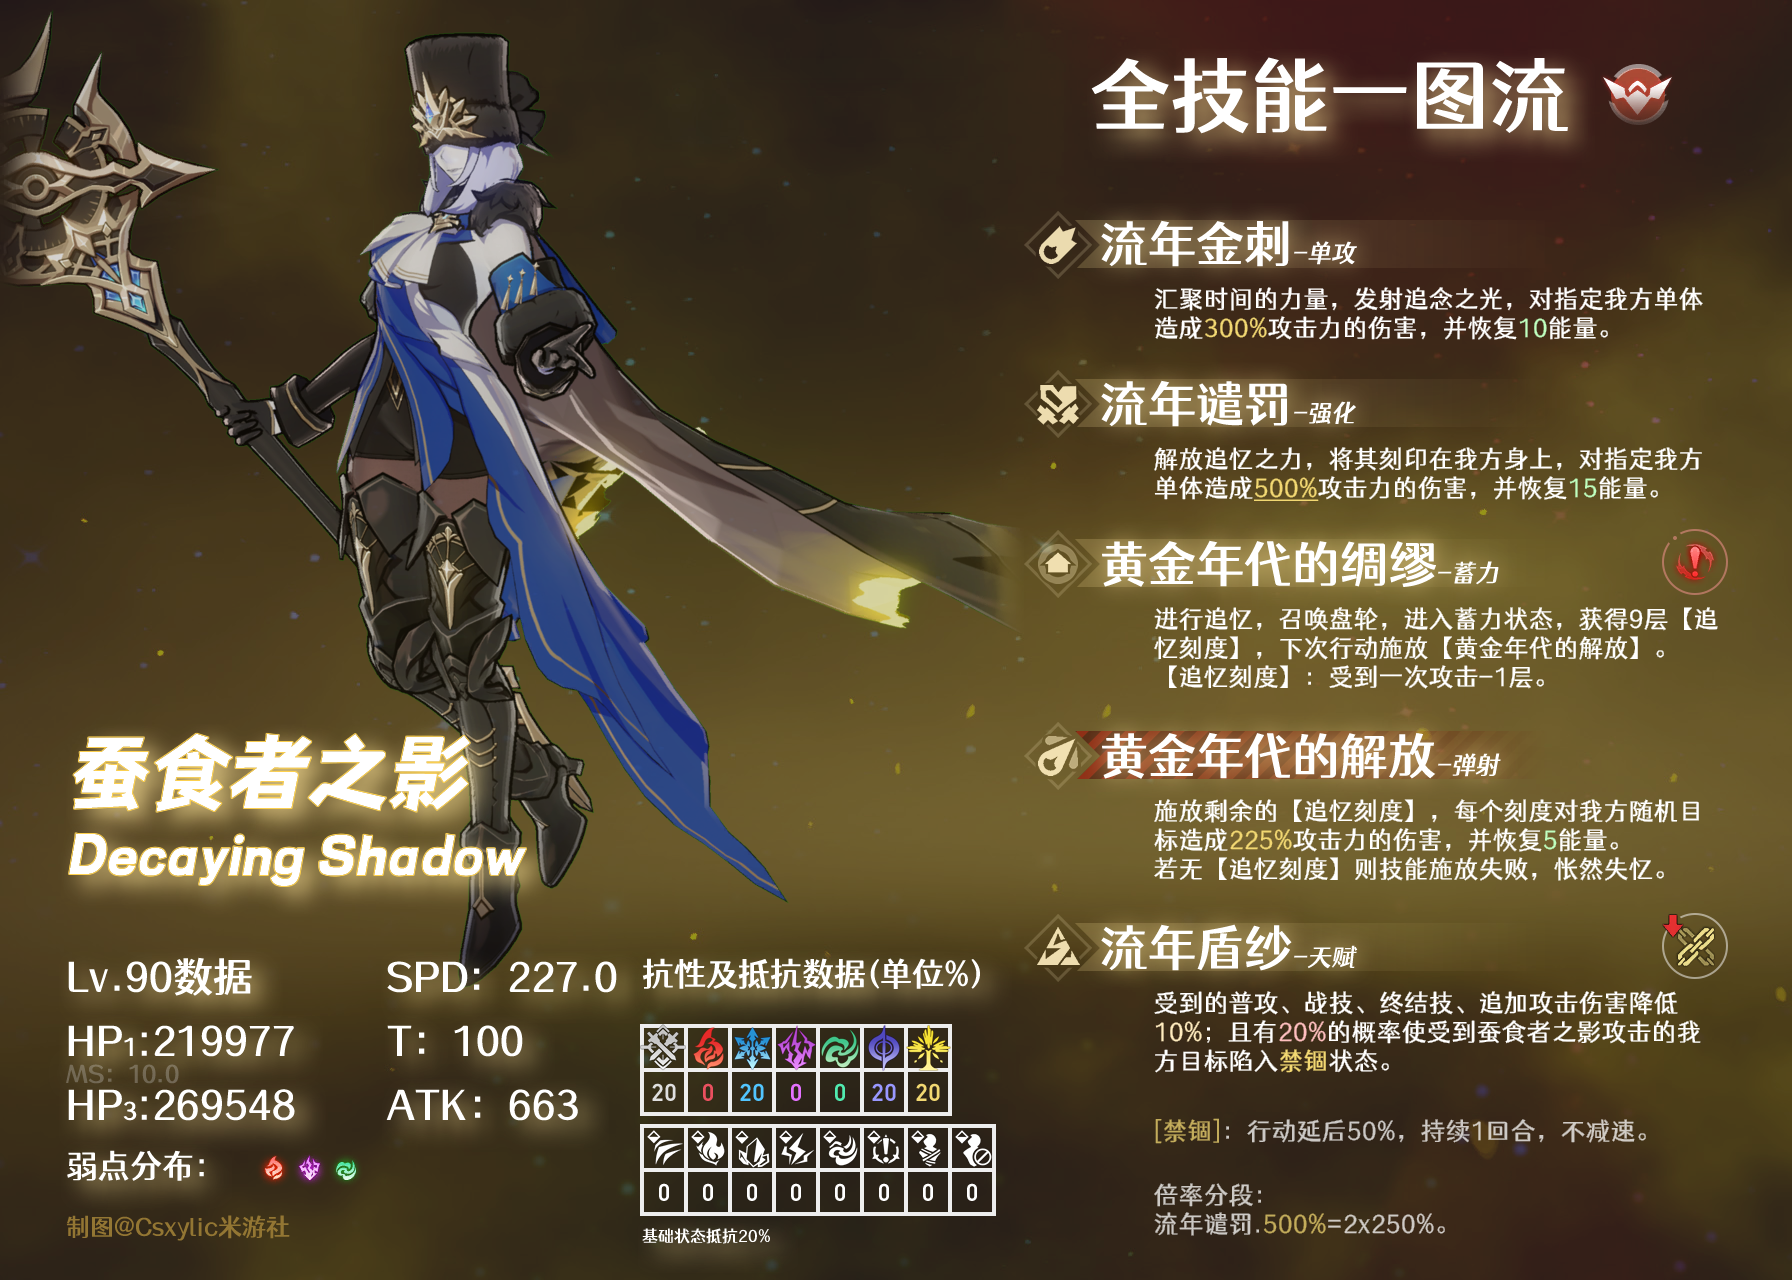 全技能一图流
流年金刺-单攻
汇聚时间的力量，发射追念之光，对指定我方单体
造成300%攻击力的伤害，并恢复10能量。
流年谴罚-强化
解放追忆之力，将其刻印在我方身上，对指定我方
单体造成500%攻击力的伤害，并恢复15能量。
黄金年代的绸缪-蓄力
进行追忆，召唤盘轮，进入蓄力状态，获得9层【追
忆刻度】，下次行动施放【黄金年代的解放】。
【追忆刻度】：受到一次攻击-1层。
黄金年代的解放-弹射
施放剩余的【追忆刻度】，每个刻度对我方随机目
标造成225%攻击力的伤害，并恢复5能量。
若无【追忆刻度】则技能施放失败，怅然失忆。
流年盾纱-天赋
受到的普攻、战技、终结技、追加攻击伤害降低
10%；且有20%的概率使受到蚕食者之影攻击的我
方目标陷入禁锢状态。
[禁锢]：行动延后50%，持续1回合，不减速。
倍率分段：
流年谴罚.500%=2x250%。
蚕食者之影
Decaying Shadow
Lv.90数据
SPD：227.0
HP1:219977
T：100
MS：10.0
HP3:269548
ATK：663
弱点分布：
制图@Csxylic米游社
抗性及抵抗数据(单位%)
20 0 20 0 0 20 20
0 0 0 0 0 0 0 0
基础状态抵抗20%